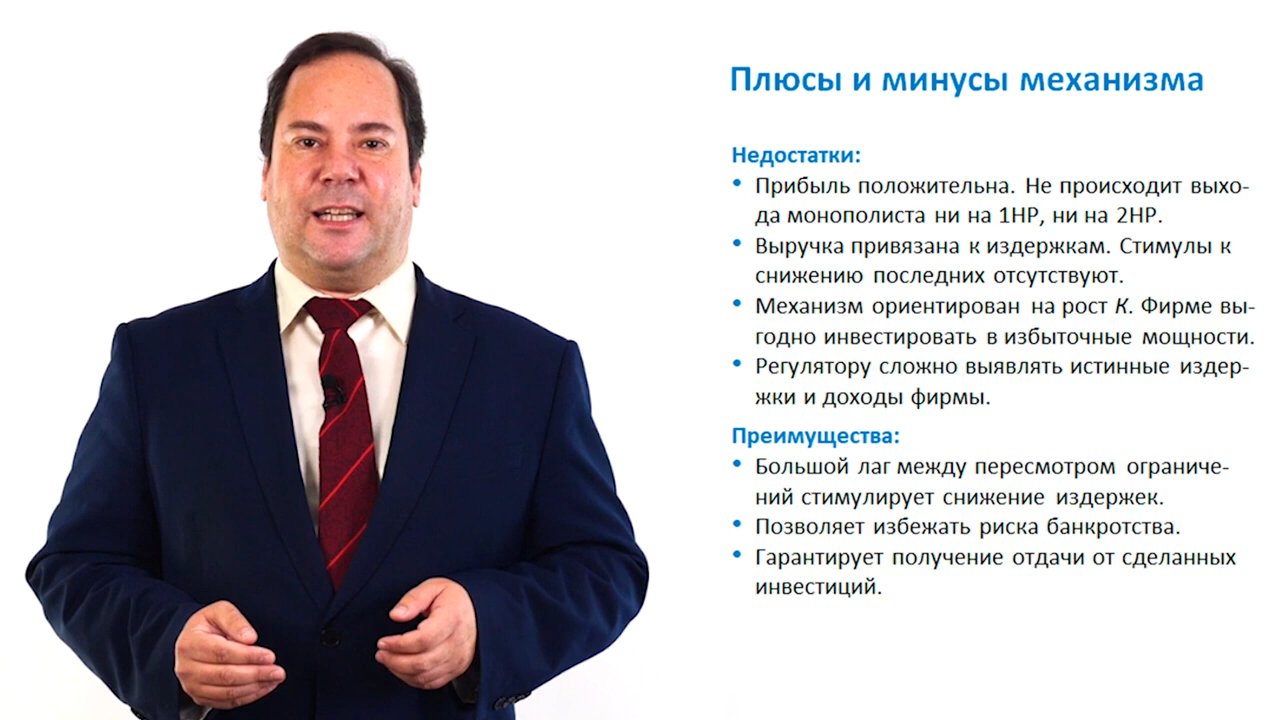 Плюсы и минусы механизма
Недостатки:
• Прибыль положительна. Не происходит выхо-
да монополиста ни на 1НР, ни на 2НР.
• Выручка привязана к издержкам. Стимулы к
снижению последних отсутствуют.
• Механизм ориентирован на рост К. Фирме вы-
годно инвестировать в избыточные мощности.
• Регулятору сложно выявлять истинные издер-
жки и доходы фирмы.
Преимущества:
• Большой лаг между пересмотром ограниче-
ний стимулирует снижение издержек.
• Позволяет избежать риска банкротства.
• Гарантирует получение отдачи от сделанных
инвестиций.